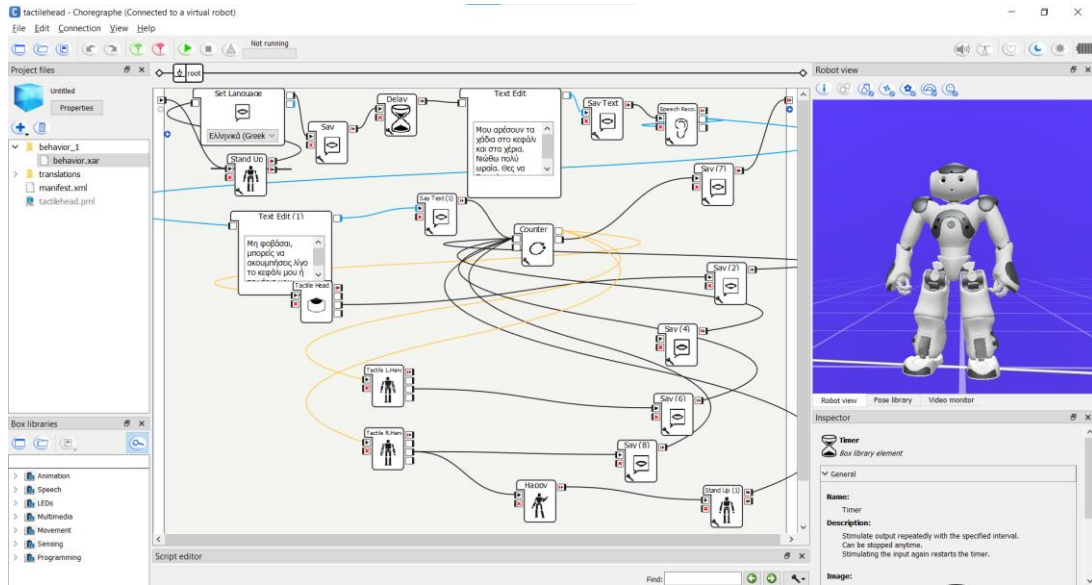 tactilehead - Choregraphe (Connected to a virtual robot)
File Edit Connection View Help
Not running
Project files
root
Robot view
Untitled
Properties
behavior_1
behavior.xar
translations
manifest.xml
tactilehead.pml
Set Language
Ελληνικά (Greek
Say
Delay
Text Edit
Μου αρέσουν τα
χάδια στο κεφάλι
και στα χέρια.
Νιώθω πολύ
ωραία. Θες να
Say Text
Speech Reco.
Stand Up
Say (7)
Text Edit (1)
Μη φοβάσαι,
μπορείς να
ακουμπήσεις λίγο
το κεφάλι μου ή
Say Text (1)
Counter
Tactile Head
Say (2)
Say (4)
Tactile L.Hand
Say (6)
Tactile R.Hand
Say (8)
Happy
Stand Up (1)
Robot view Pose library Video monitor
Inspector
Timer
Box library element
General
Name:
Timer
Description:
Stimulate output repeatedly with the specified interval.
Can be stopped anytime.
Stimulating the input again restarts the timer.
Image:
Box libraries
Animation
Speech
LEDs
Multimedia
Movement
Sensing
Programming
Script editor
Find: